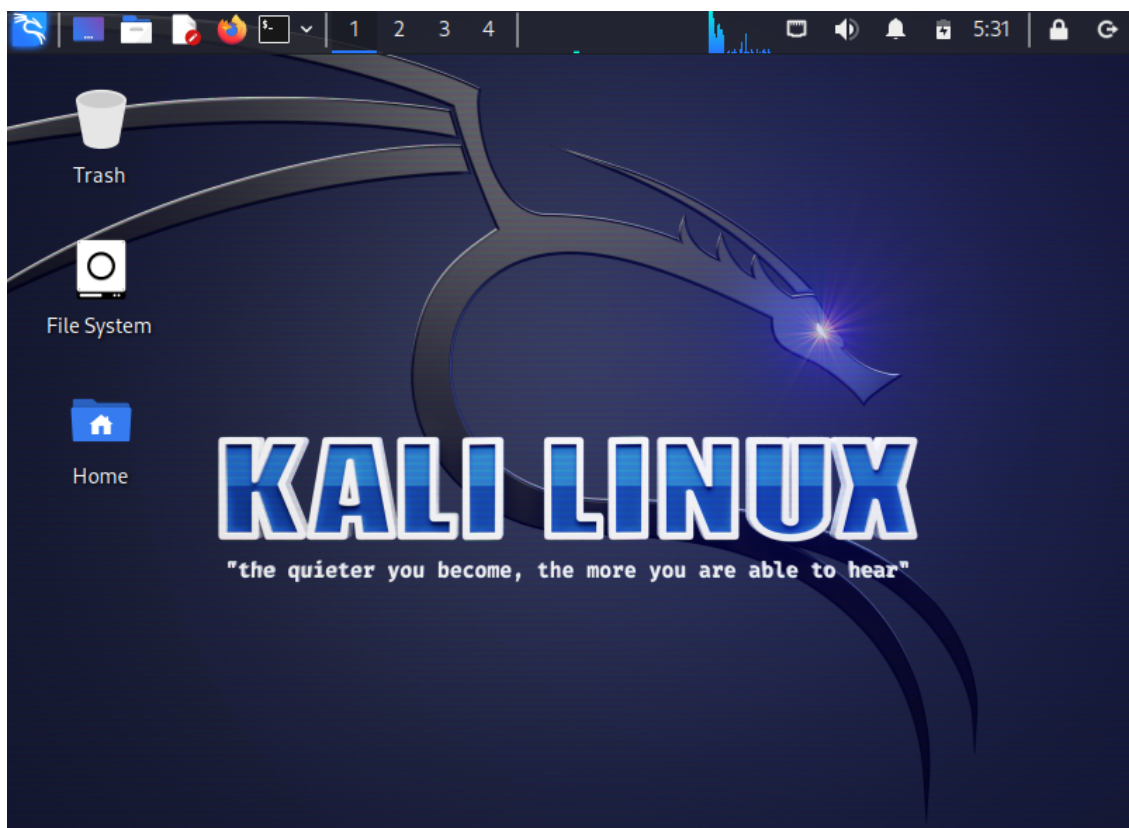 $-
1 2 3 4
5:31
Trash
File System
Home
KALI LINUX
"the quieter you become, the more you are able to hear"